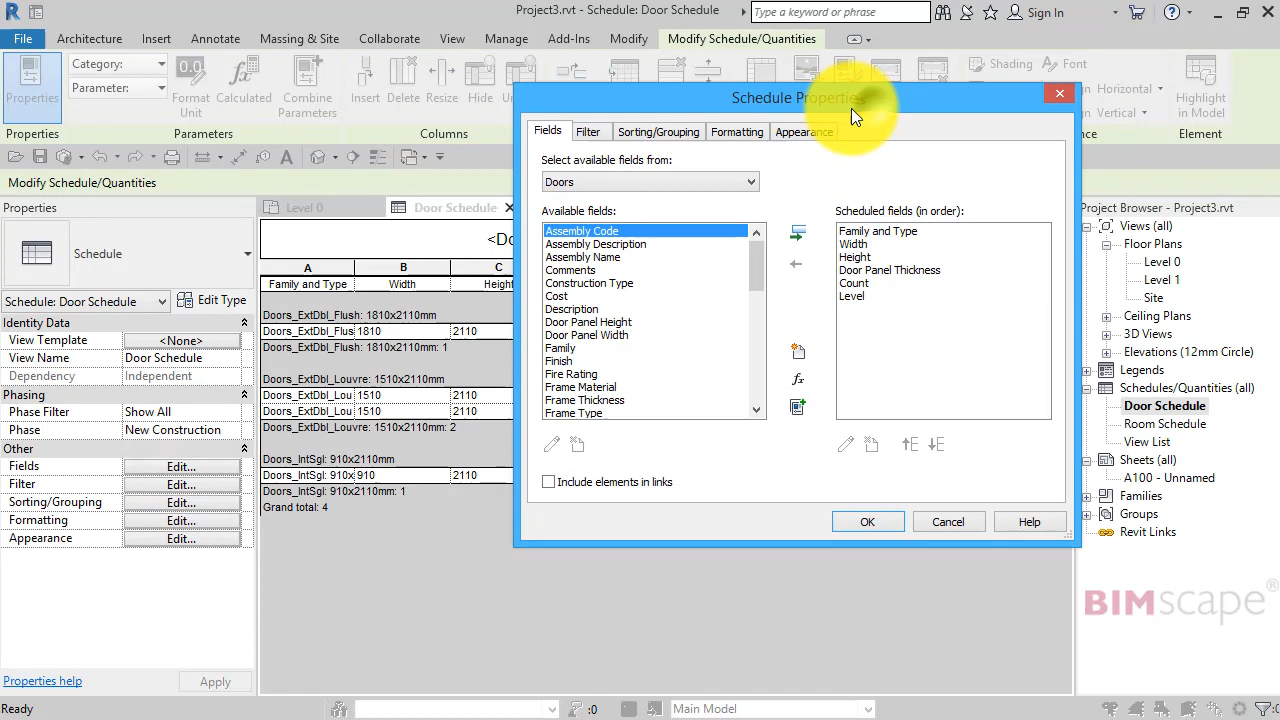 Project3.rvt - Schedule: Door Schedule
Type a keyword or phrase
Sign In
File
Architecture
Insert
Annotate
Massing & Site
Collaborate
View
Manage
Add-Ins
Modify
Modify Schedule/Quantities
Properties
Category:
Parameter:
Format
Unit
Calculated
Combine
Parameters
Insert
Delete
Resize
Hide
Shading
Font
Horizontal
Vertical
Highlight
in Model
Properties
Parameters
Columns
Element
Modify Schedule/Quantities
Properties
Schedule
Schedule: Door Schedule
Edit Type
Identity Data
View Template
<None>
View Name
Door Schedule
Dependency
Independent
Phasing
Phase Filter
Show All
Phase
New Construction
Other
Fields
Edit...
Filter
Edit...
Sorting/Grouping
Edit...
Formatting
Edit...
Appearance
Edit...
Properties help
Apply
Level 0
Door Schedule
A B C
Family and Type Width
Doors_ExtDbl_Flush: 1810x2110mm
Doors_ExtDbl_Flus 1810 2110
Doors_ExtDbl_Flush: 1810x2110mm: 1
Doors_ExtDbl_Louvre: 1510x2110mm
Doors_ExtDbl_Lou 1510 2110
Doors_ExtDbl_Lou 1510 2110
Doors_ExtDbl_Louvre: 1510x2110mm: 2
Doors_IntSgl: 910x2110mm
Doors_IntSgl: 910x 910 2110
Doors_IntSgl: 910x2110mm: 1
Grand total: 4
Schedule Properties
Fields
Filter
Sorting/Grouping
Formatting
Appearance
Select available fields from:
Doors
Available fields:
Assembly Code
Assembly Description
Assembly Name
Comments
Construction Type
Cost
Description
Door Panel Height
Door Panel Width
Family
Finish
Fire Rating
Frame Material
Frame Thickness
Frame Type
Scheduled fields (in order):
Family and Type
Width
Height
Door Panel Thickness
Count
Level
Include elements in links
OK
Cancel
Help
Project Browser - Project3.rvt
Views (all)
Floor Plans
Level 0
Level 1
Site
Ceiling Plans
3D Views
Elevations (12mm Circle)
Legends
Schedules/Quantities (all)
Door Schedule
Room Schedule
View List
Sheets (all)
A100 - Unnamed
Families
Groups
Revit Links
BIMscape®
Ready
:0
Main Model
:0